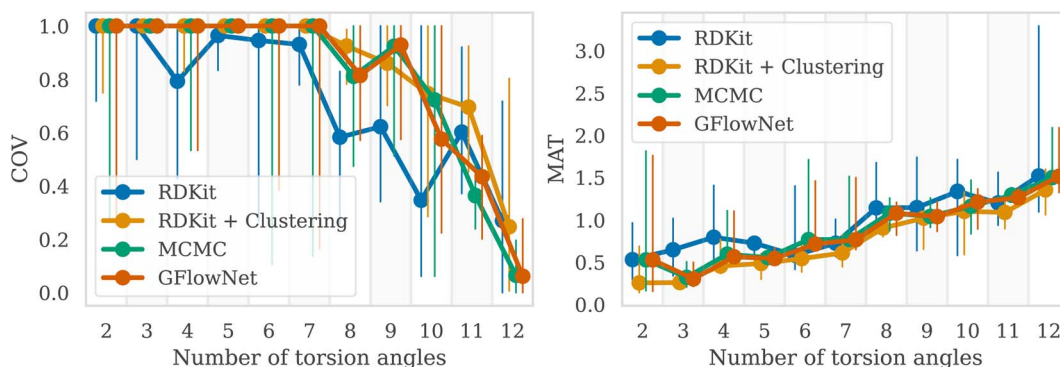 1.0
0.8
0.6
0.4
0.2
0.0
COV
RDKit
RDKit + Clustering
MCMC
GFlowNet
2 3 4 5 6 7 8 9 10 11 12
Number of torsion angles
3.0
2.5
2.0
1.5
1.0
0.5
0.0
MAT
RDKit
RDKit + Clustering
MCMC
GFlowNet
2 3 4 5 6 7 8 9 10 11 12
Number of torsion angles